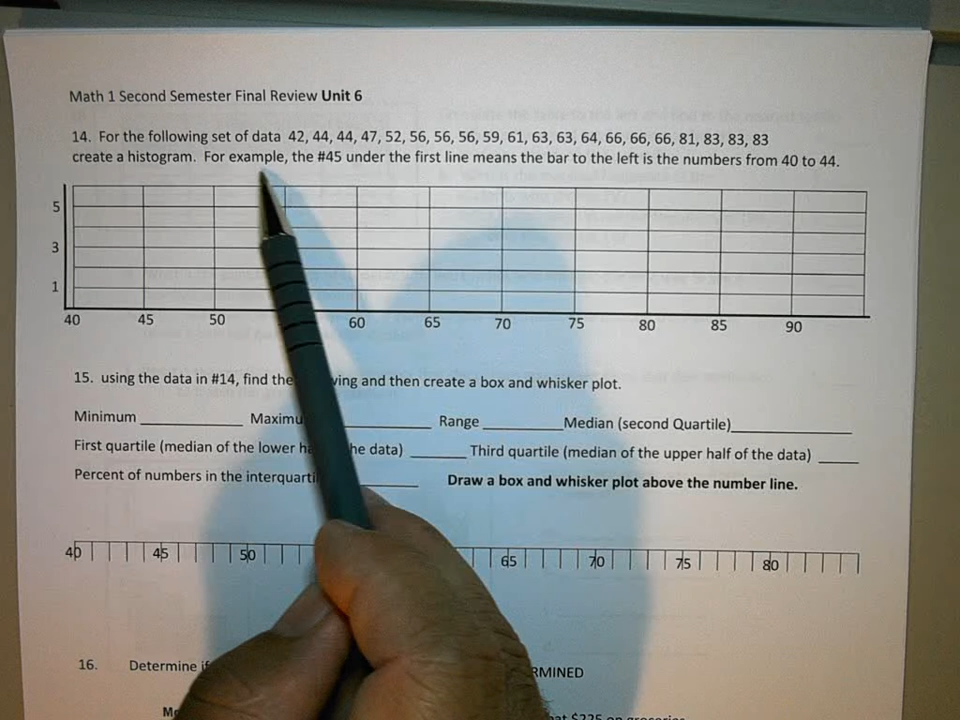 Math 1 Second Semester Final Review Unit 6
14. For the following set of data 42, 44, 44, 47, 52, 56, 56, 56, 59, 61, 63, 63, 64, 66, 66, 66, 81, 83, 83, 83
create a histogram. For example, the #45 under the first line means the bar to the left is the numbers from 40 to 44.
5
3
1
40 45 50 60 65 70 75 80 85 90
15. using the data in #14, find the and then create a box and whisker plot.
Minimum Range Median (second Quartile)
First quartile (median of the lower data) Third quartile (median of the upper half of the data)
Percent of numbers in the Draw a box and whisker plot above the number line.
40 45 50 65 70 75 80
16. Determine
$225 on